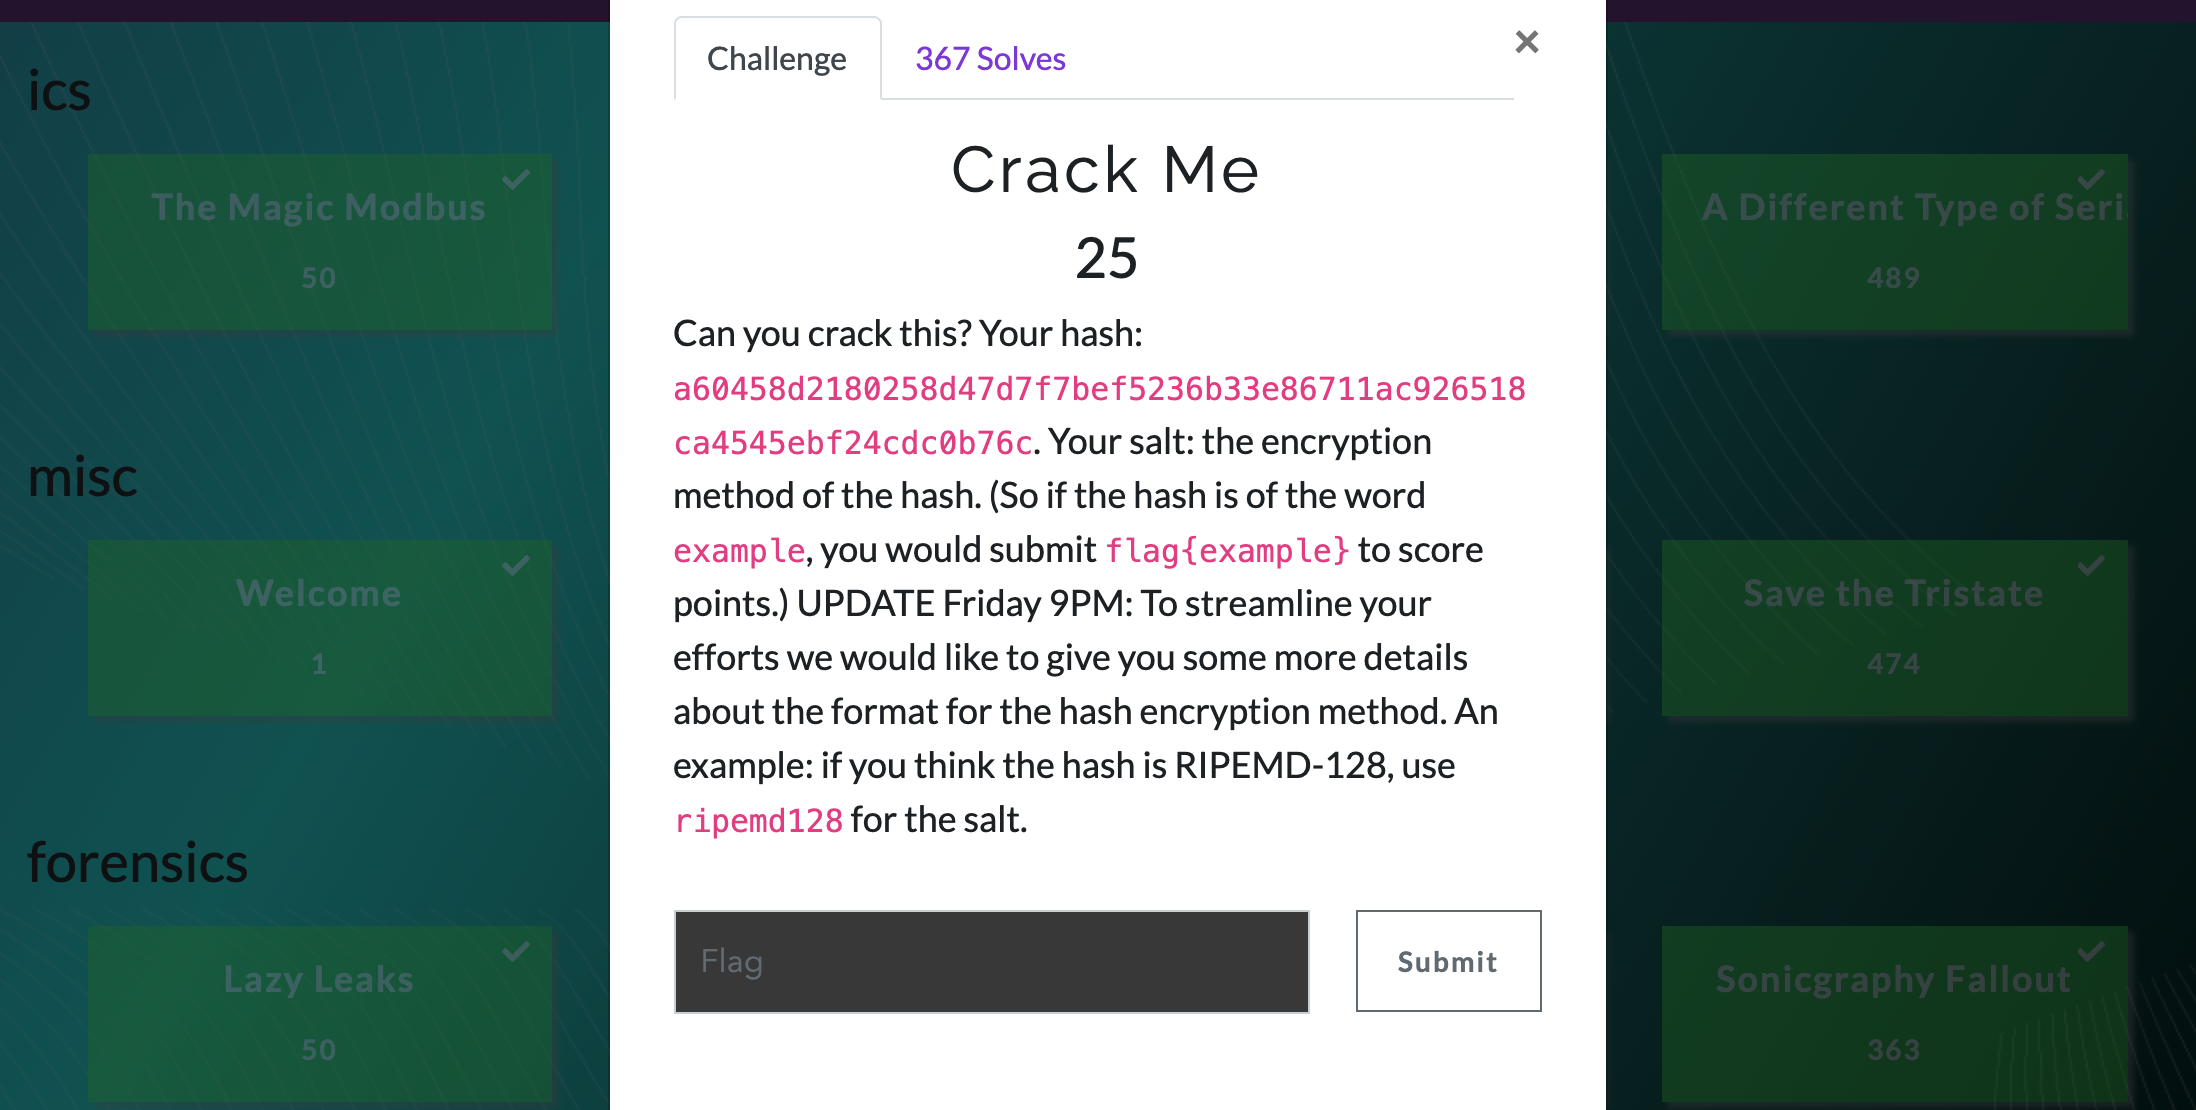 Challenge
367 Solves
×
Crack Me
25
Can you crack this? Your hash:
a60458d2180258d47d7f7bef5236b33e86711ac926518
ca4545ebf24cdc0b76c. Your salt: the encryption
method of the hash. (So if the hash is of the word
example, you would submit flag{example} to score
points.) UPDATE Friday 9PM: To streamline your
efforts we would like to give you some more details
about the format for the hash encryption method. An
example: if you think the hash is RIPEMD-128, use
ripemd128 for the salt.
Flag
Submit
ics
The Magic Modbus
50
A Different Type of Seri
489
misc
Welcome
1
Save the Tristate
474
forensics
Lazy Leaks
50
Sonicgraphy Fallout
363